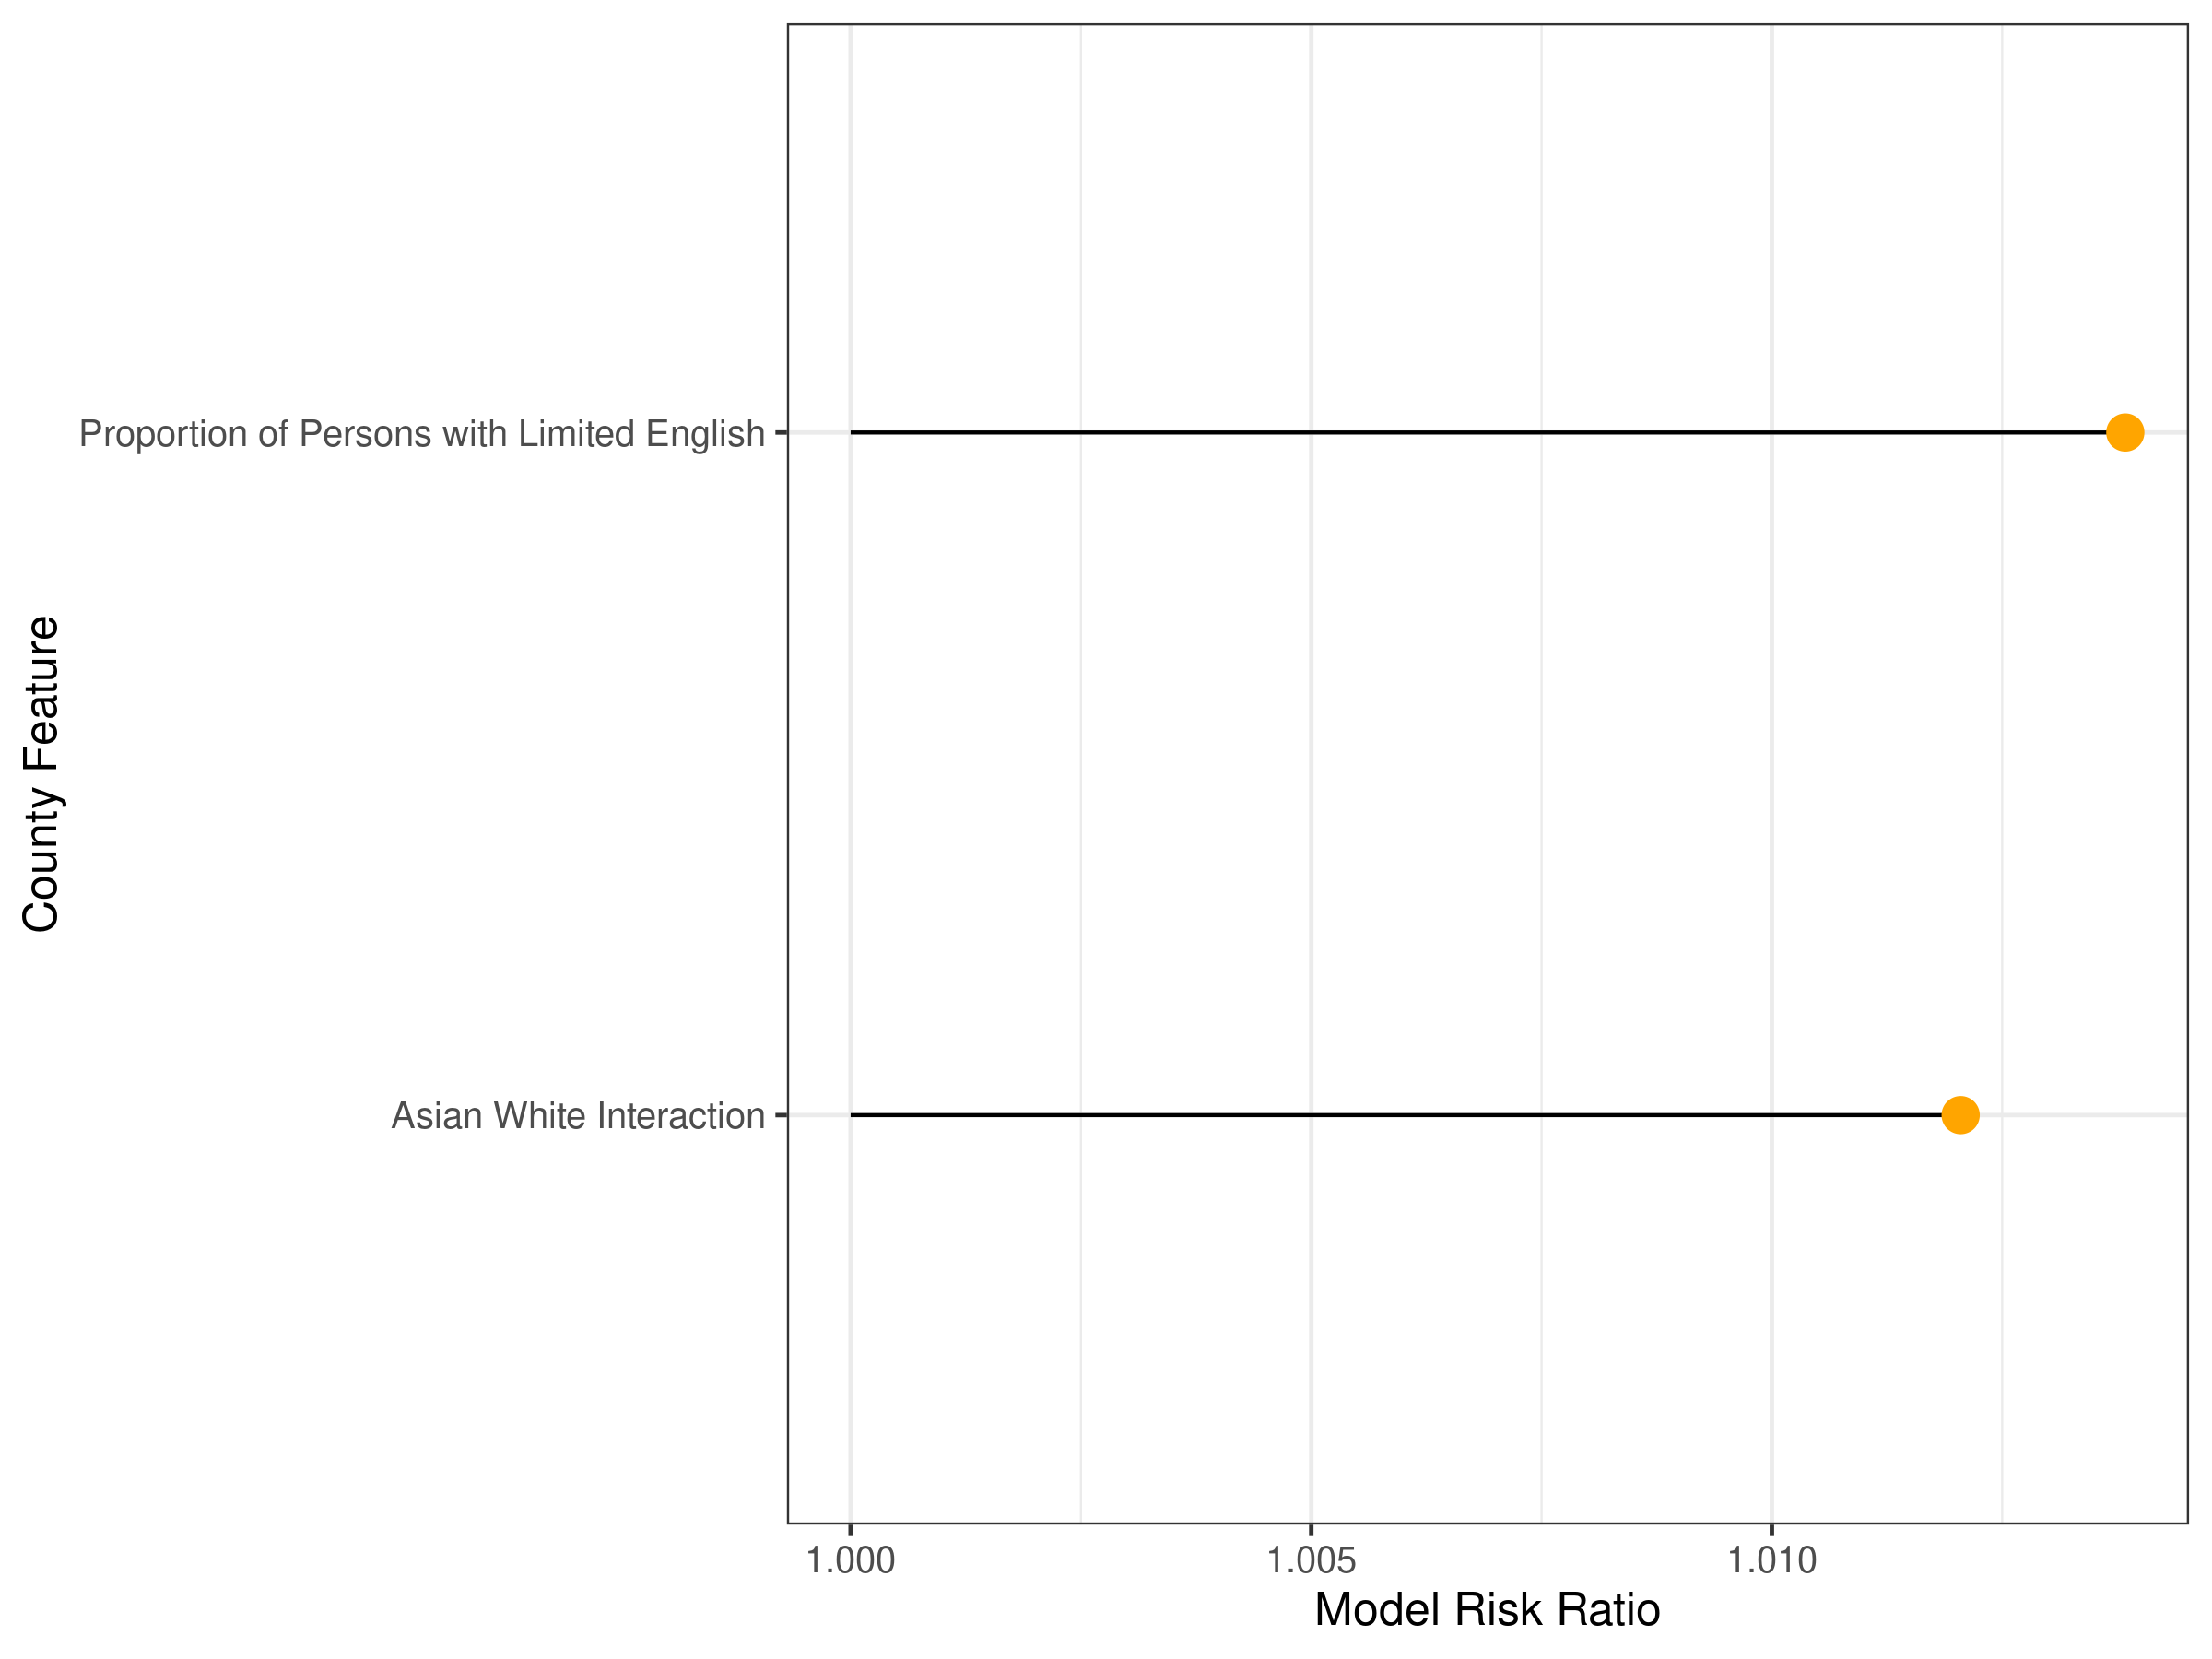 County Feature
Proportion of Persons with Limited English
Asian White Interaction
1.000 1.005 1.010
Model Risk Ratio